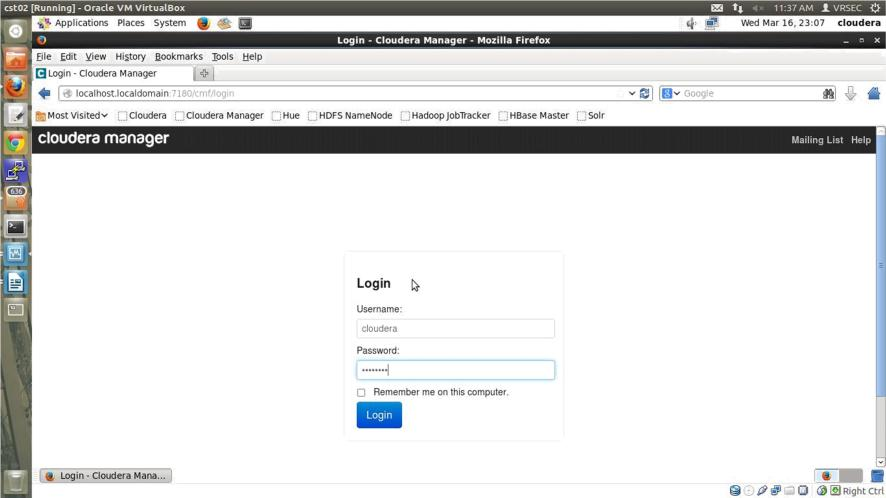 cst02 [Running] - Oracle VM VirtualBox 11:37 AM VRSEC
Applications Places System Wed Mar 16, 23:07 cloudera
Login - Cloudera Manager - Mozilla Firefox
File Edit View History Bookmarks Tools Help
Login - Cloudera Manager
localhost.localdomain:7180/cmf/login Google
Most Visited Cloudera Cloudera Manager Hue HDFS NameNode Hadoop JobTracker HBase Master Solr
cloudera manager Mailing List Help
636
Login
Username:
cloudera
Password:
••••••••
Remember me on this computer.
Login
Login - Cloudera Mana...
Right Ctrl